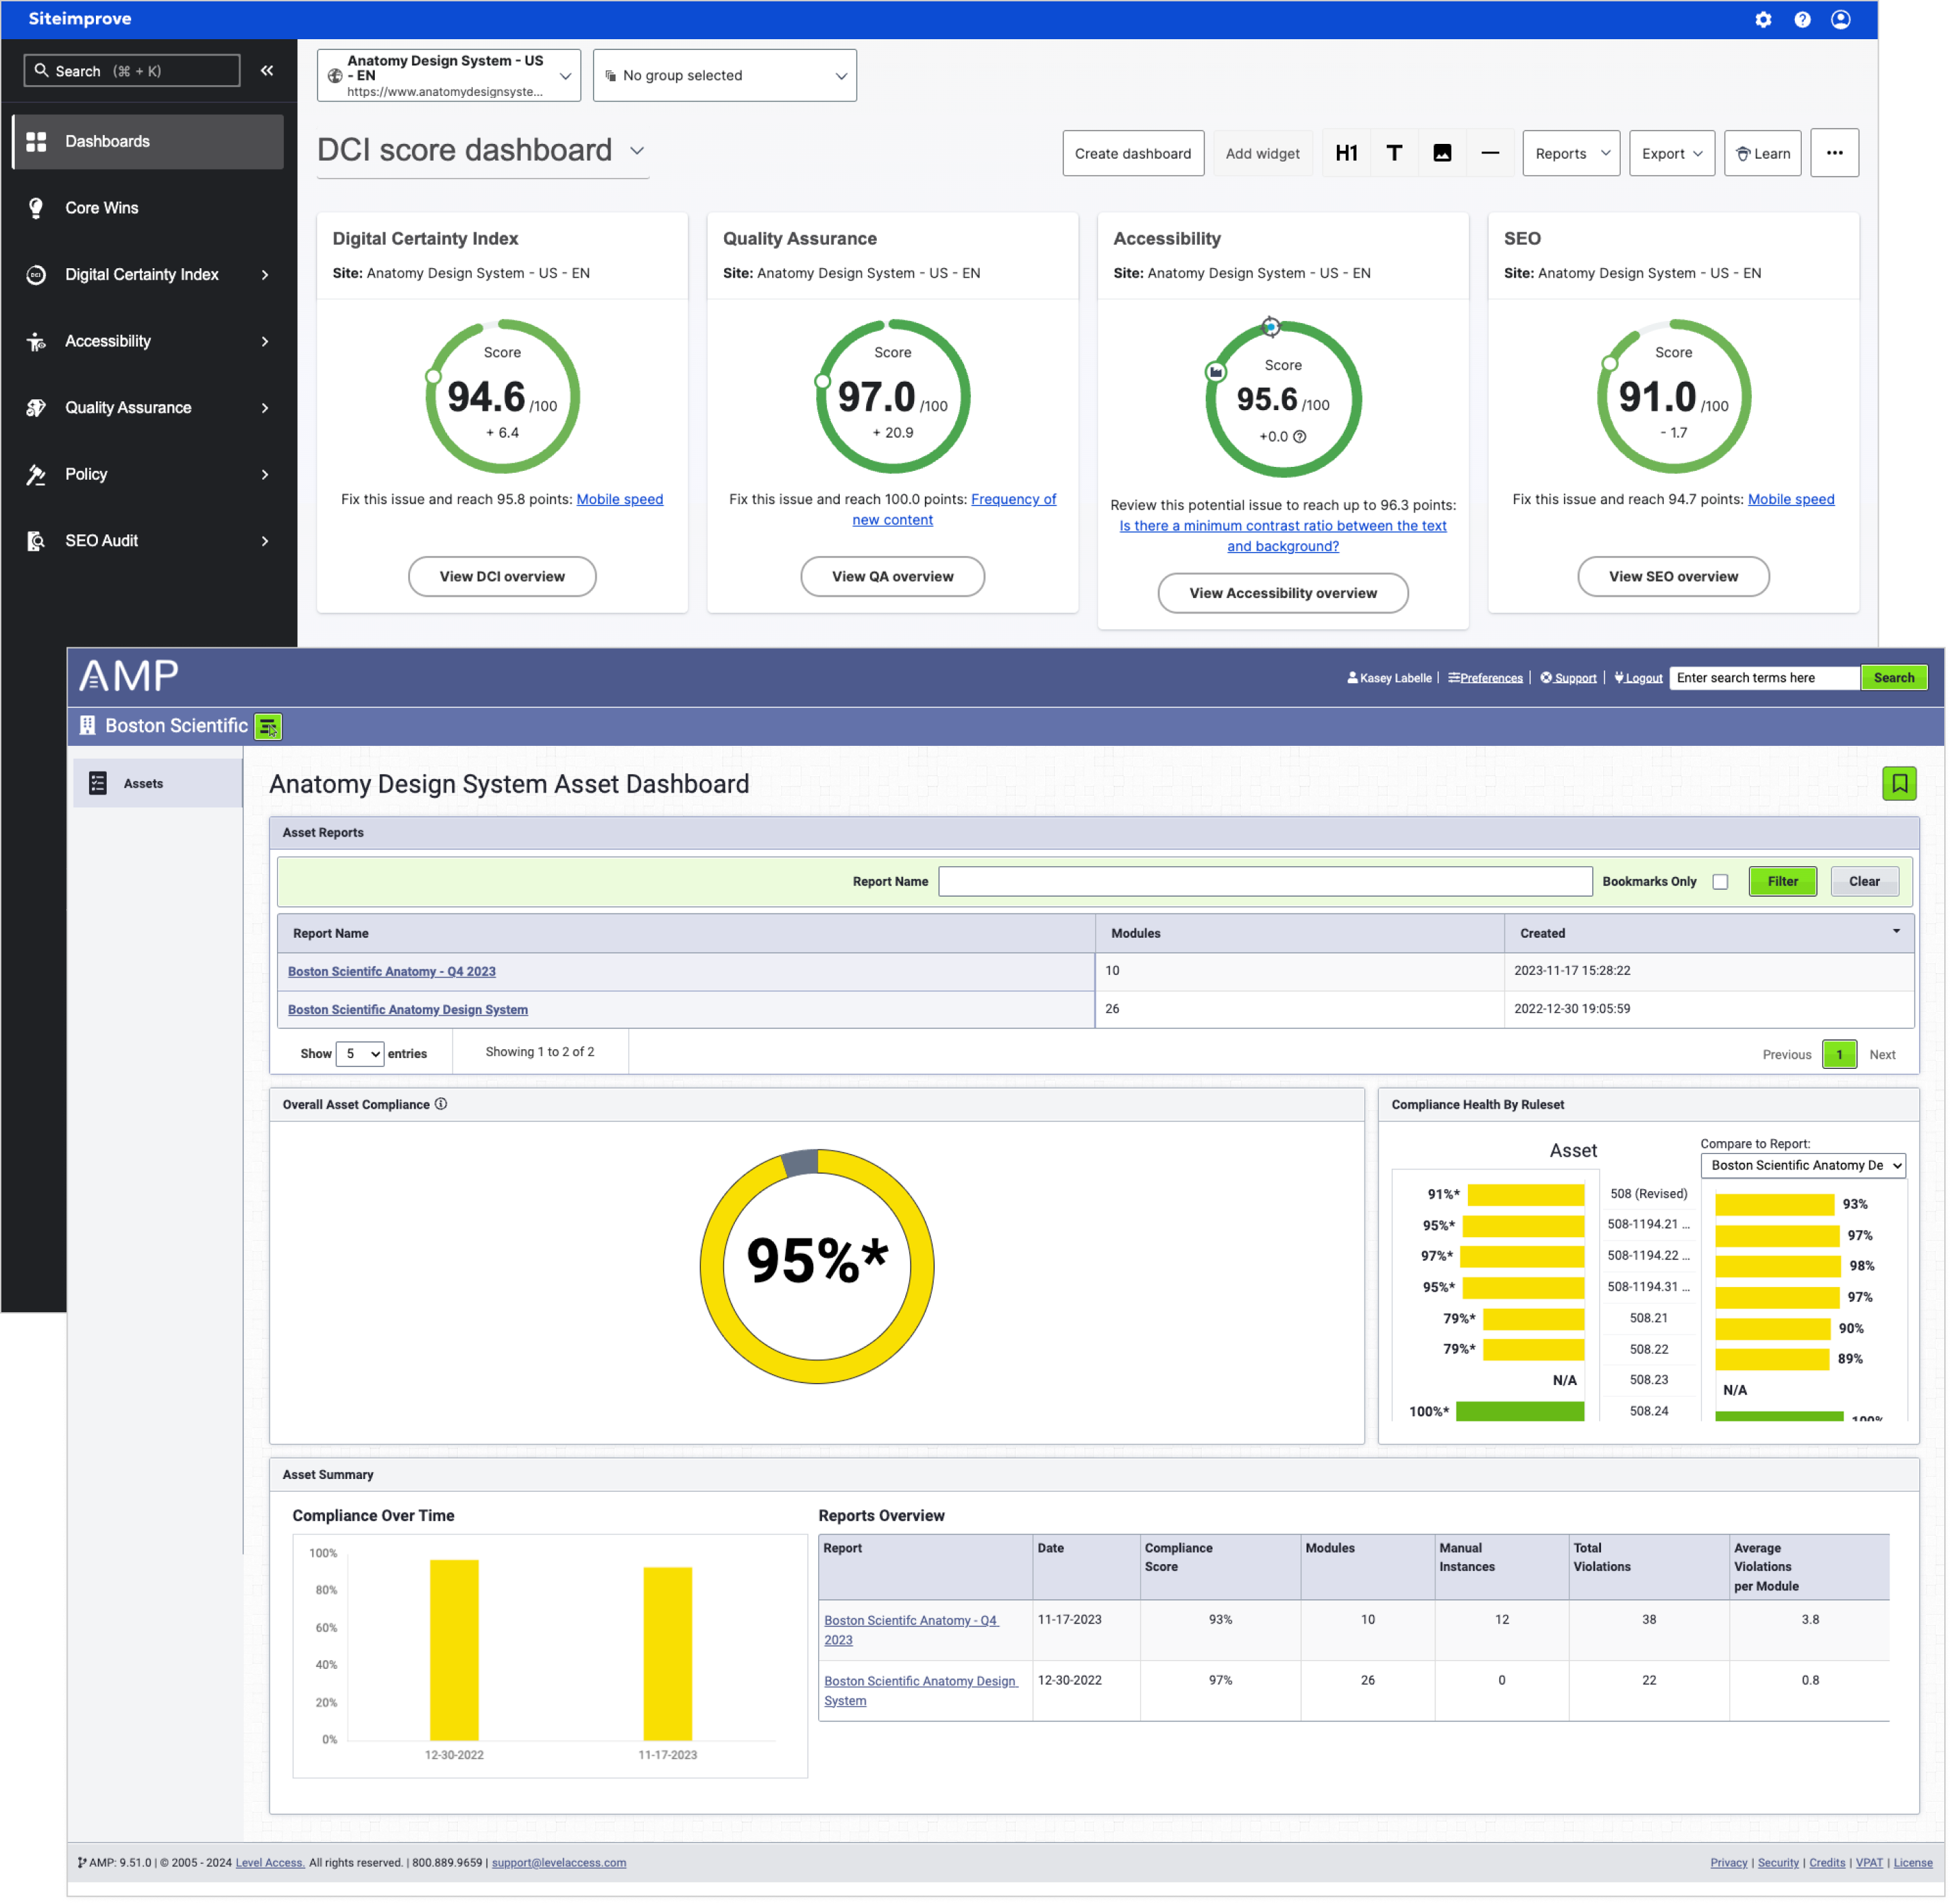 Siteimprove
Search (⌘ + K)
Dashboards
Core Wins
Digital Certainty Index
Accessibility
Quality Assurance
Policy
SEO Audit
Anatomy Design System - US
- EN
https://www.anatomydesignsyste...
No group selected
DCI score dashboard
Create dashboard
Add widget
H1
T
Reports
Export
Learn
Digital Certainty Index
Site: Anatomy Design System - US - EN
Score
94.6 /100
+ 6.4
Fix this issue and reach 95.8 points: Mobile speed
View DCI overview
Quality Assurance
Site: Anatomy Design System - US - EN
Score
97.0 /100
+ 20.9
Fix this issue and reach 100.0 points: Frequency of
new content
View QA overview
Accessibility
Site: Anatomy Design System - US - EN
Score
95.6 /100
+0.0
Review this potential issue to reach up to 96.3 points:
Is there a minimum contrast ratio between the text
and background?
View Accessibility overview
SEO
Site: Anatomy Design System - US - EN
Score
91.0 /100
- 1.7
Fix this issue and reach 94.7 points: Mobile speed
View SEO overview
AMP
Kasey Labelle | Preferences | Support | Logout
Enter search terms here
Search
Boston Scientific
Assets
Anatomy Design System Asset Dashboard
Asset Reports
Report Name
Bookmarks Only
Filter
Clear
Report Name Modules Created
Boston Scientifc Anatomy - Q4 2023 10 2023-11-17 15:28:22
Boston Scientific Anatomy Design System 26 2022-12-30 19:05:59
Show 5 entries
Showing 1 to 2 of 2
Previous 1 Next
Overall Asset Compliance
95%*
Compliance Health By Ruleset
Asset
Compare to Report:
Boston Scientific Anatomy De
91%* 508 (Revised) 93%
95%* 508-1194.21 ... 97%
97%* 508-1194.22 ... 98%
95%* 508-1194.31 ... 97%
79%* 508.21 90%
79%* 508.22 89%
N/A 508.23 N/A
100%* 508.24 100%
Asset Summary
Compliance Over Time
100%
80%
60%
40%
20%
0%
12-30-2022 11-17-2023
Reports Overview
Report
Date
Compliance
Score
Modules
Manual
Instances
Total
Violations
Average
Violations
per Module
Boston Scientifc Anatomy - Q4
2023
11-17-2023 93% 10 12 38 3.8
Boston Scientific Anatomy Design
System
12-30-2022 97% 26 0 22 0.8
AMP: 9.51.0 | © 2005 - 2024 Level Access. All rights reserved. | 800.889.9659 | support@levelaccess.com
Privacy | Security | Credits | VPAT | License